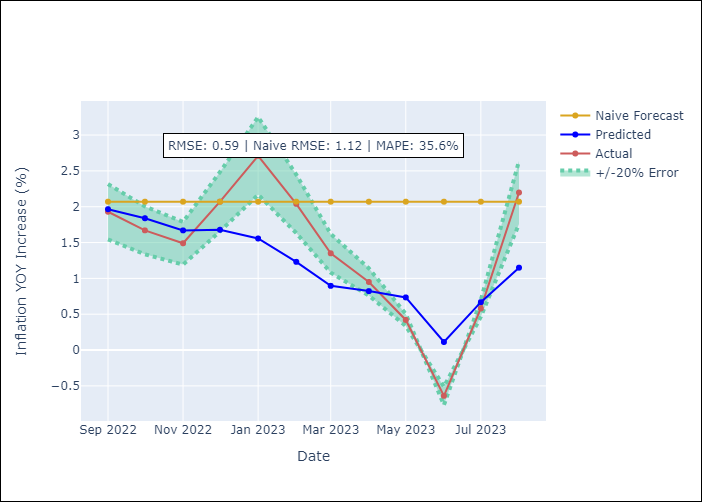 RMSE: 0.59 | Naive RMSE: 1.12 | MAPE: 35.6%
Naive Forecast
Predicted
Actual
+/-20% Error
Inflation YOY Increase (%)
3
2.5
2
1.5
1
0.5
0
−0.5
Sep 2022 Nov 2022 Jan 2023 Mar 2023 May 2023 Jul 2023
Date